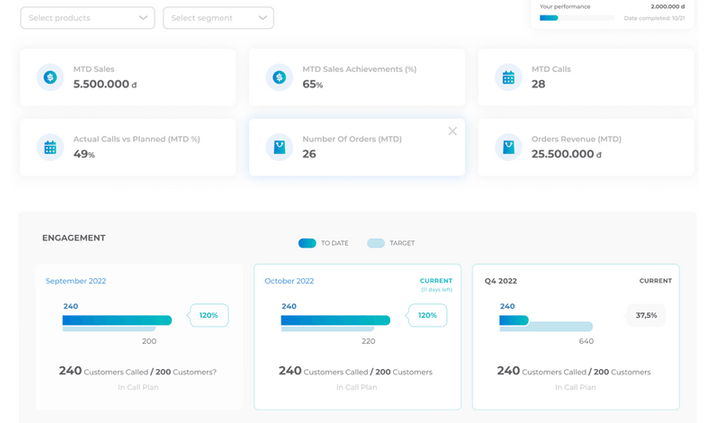 Your performance 2.000.000 đ
Select products Select segment
Date completed: 10/21
MTD Sales
5.500.000 đ
MTD Sales Achievements (%)
65%
MTD Calls
28
Actual Calls vs Planned (MTD %)
49%
Number Of Orders (MTD)
26
Orders Revenue (MTD)
25.500.000 đ
ENGAGEMENT
TO DATE TARGET
September 2022
240
120%
200
240 Customers Called / 200 Customers?
In Call Plan
October 2022
CURRENT
(11 days left)
240
120%
220
240 Customers Called / 200 Customers
In Call Plan
Q4 2022
CURRENT
240
37,5%
640
240 Customers Called / 200 Customers
In Call Plan